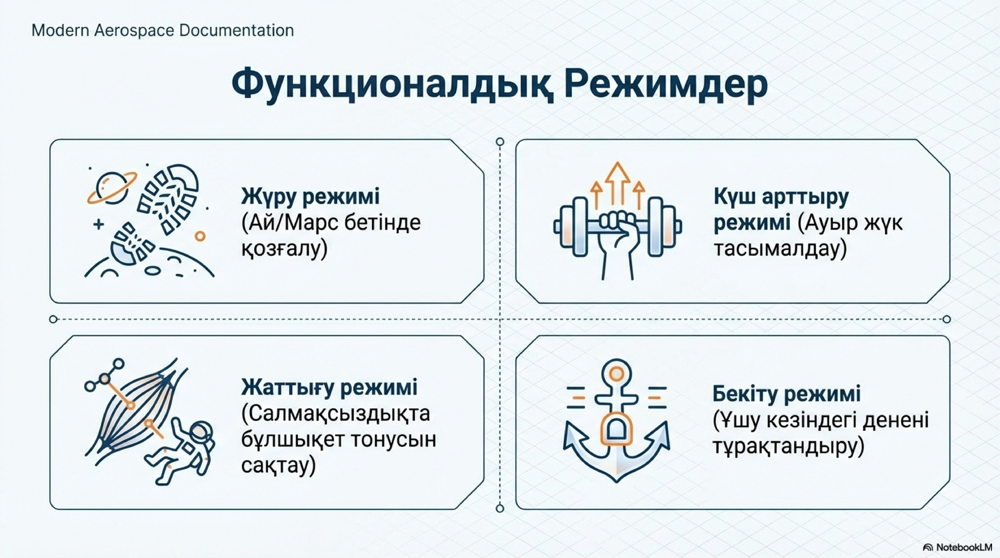 Modern Aerospace Documentation
Функционалдық Режимдер
Жүру режимі
(Ай/Марс бетінде
қозғалу)
Күш арттыру
режимі (Ауыр жүк
тасымалдау)
Жаттығу режимі
(Салмақсыздықта
бұлшықет тонусын
сақтау)
Бекіту режимі
(Ұшу кезіндегі денені
тұрақтандыру)
NotebookLM